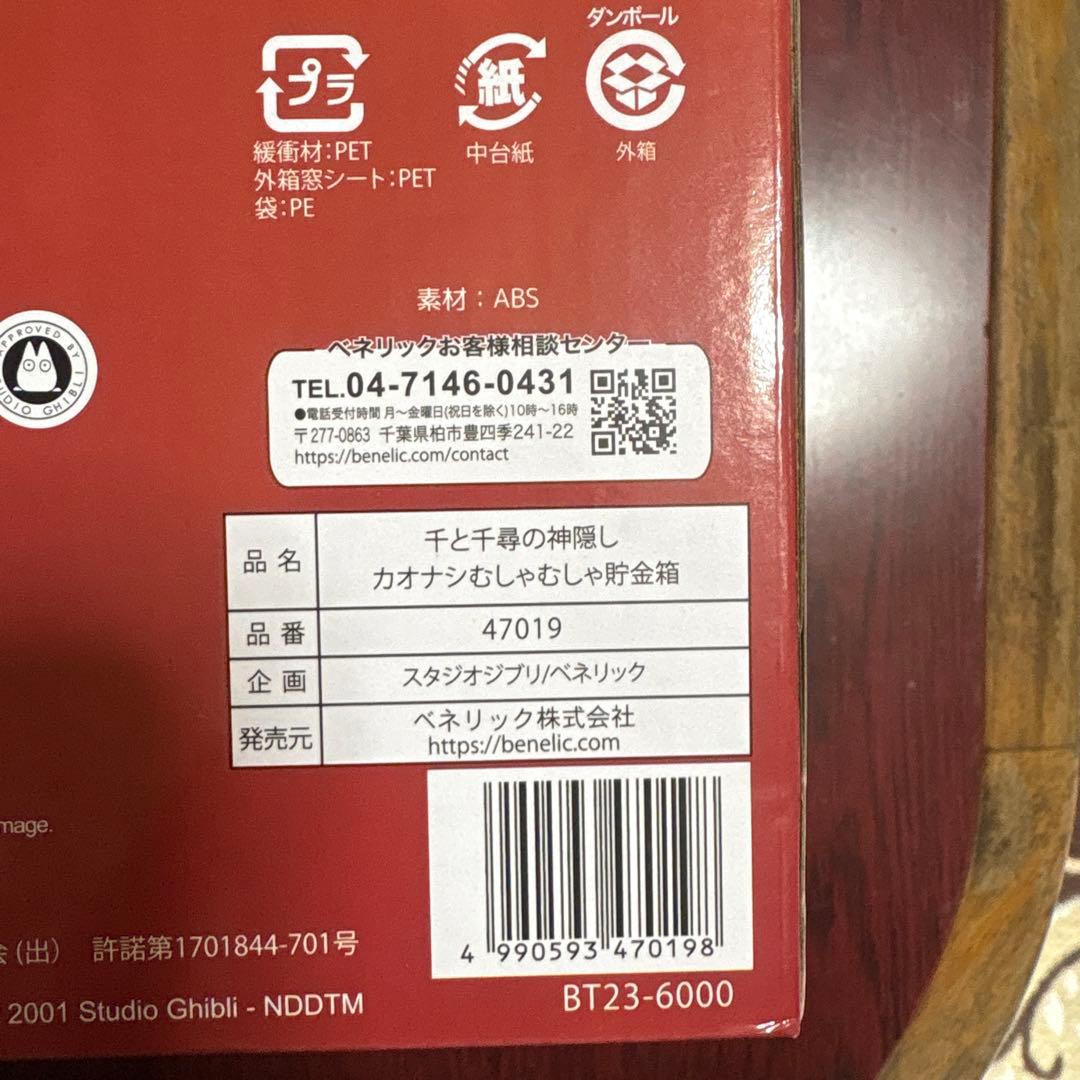 ダンボール
プラ
紙
緩衝材：PET
外箱窓シート：PET
袋：PE
中台紙
外箱
素材：ABS
APPROVED BY
STUDIO GHIBLI
ベネリックお客様相談センター
TEL.04-7146-0431
●電話受付時間 月～金曜日(祝日を除く)10時～16時
〒277-0863 千葉県柏市豊四季241-22
https://benelic.com/contact
品名
千と千尋の神隠し
カオナシむしゃむしゃ貯金箱
品番
47019
企画
スタジオジブリ/ベネリック
発売元
ベネリック株式会社
https://benelic.com
4 990593 470198
(出) 許諾第1701844-701号
2001 Studio Ghibli - NDDTM
BT23-6000